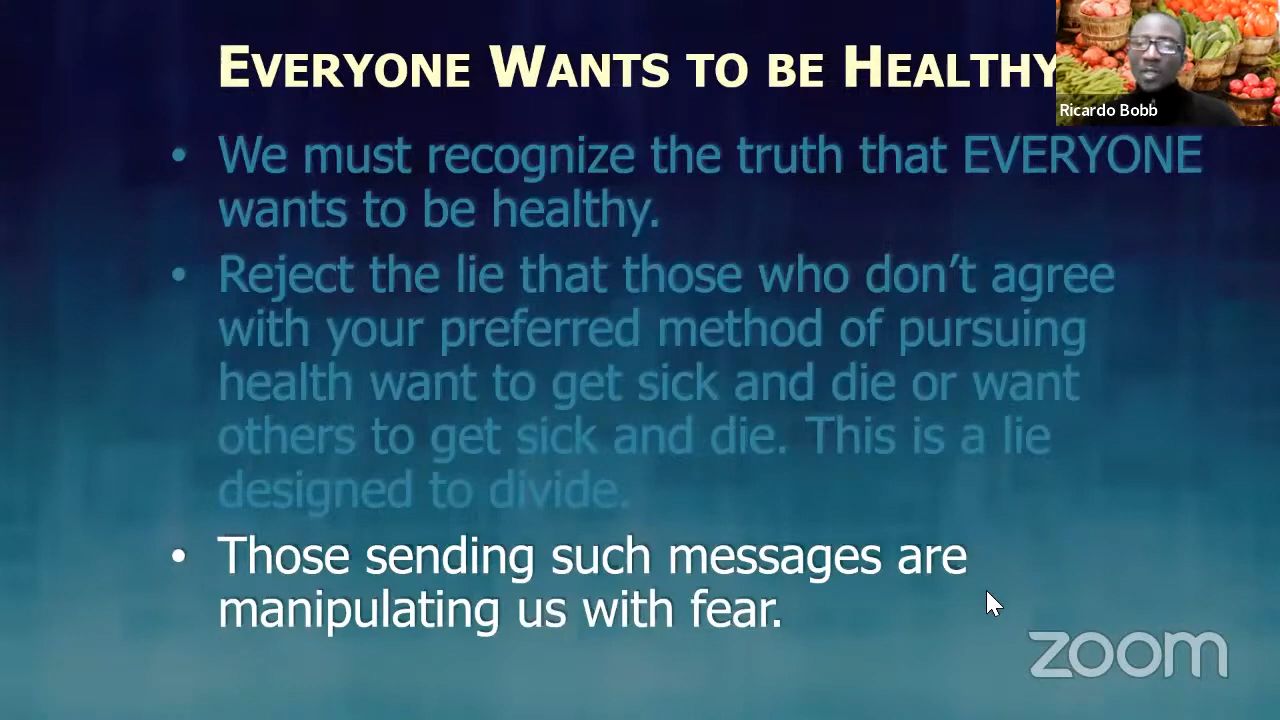 EVERYONE WANTS TO BE HEALTHY
Ricardo Bobb
• We must recognize the truth that EVERYONE
wants to be healthy.
• Reject the lie that those who don’t agree
with your preferred method of pursuing
health want to get sick and die or want
others to get sick and die. This is a lie
designed to divide.
• Those sending such messages are
manipulating us with fear.
zoom